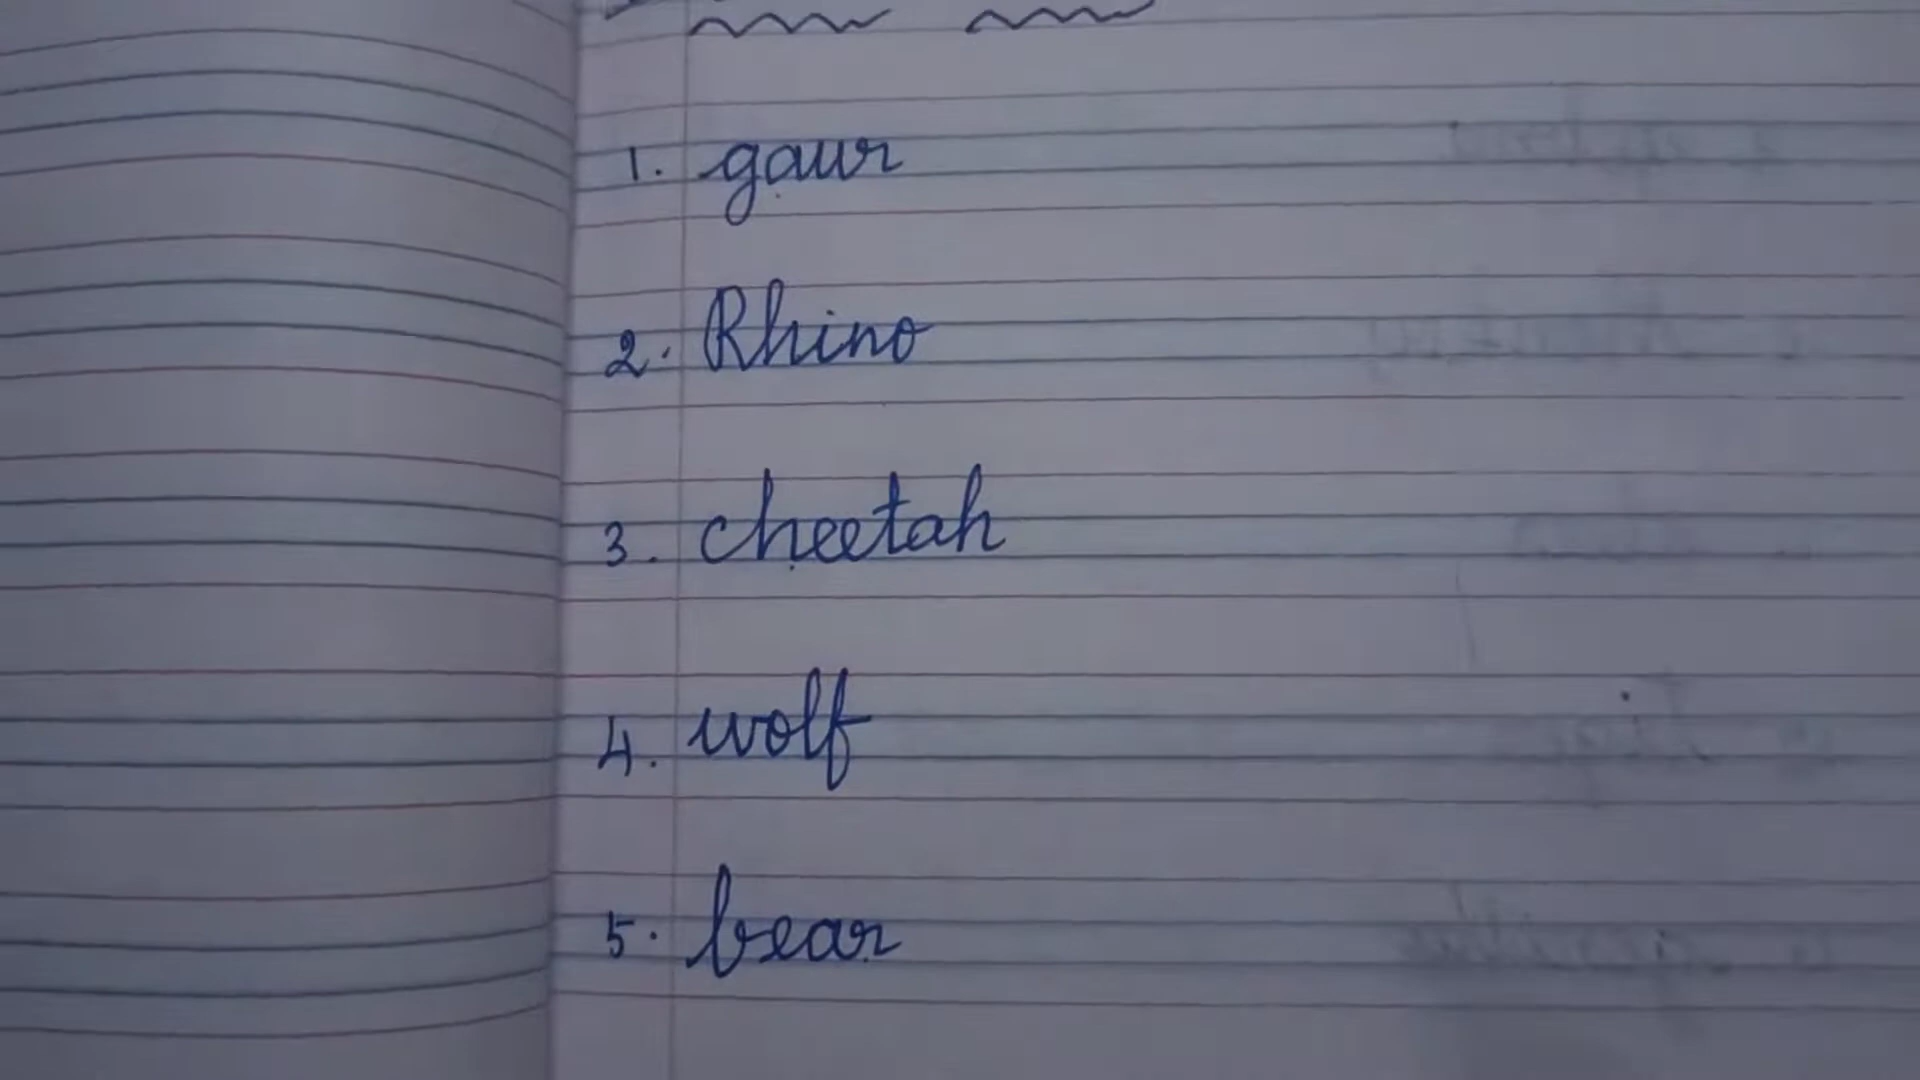 1. gaur
2. Rhino
3. cheetah
4. wolf
5. bear